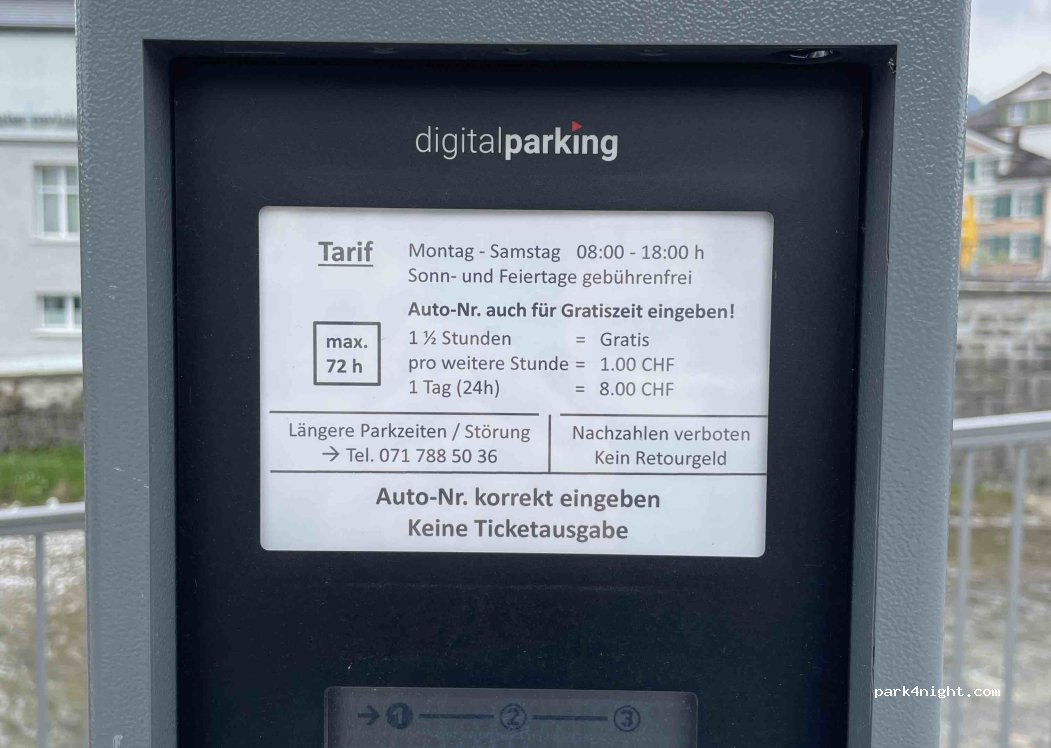 digitalparking
Tarif
Montag - Samstag 08:00 - 18:00 h
Sonn- und Feiertage gebührenfrei
Auto-Nr. auch für Gratiszeit eingeben!
max.
72 h
1 ½ Stunden = Gratis
pro weitere Stunde = 1.00 CHF
1 Tag (24h) = 8.00 CHF
Längere Parkzeiten / Störung
→ Tel. 071 788 50 36
Nachzahlen verboten
Kein Retourgeld
Auto-Nr. korrekt eingeben
Keine Ticketausgabe
→ 1 2 3
park4night.com